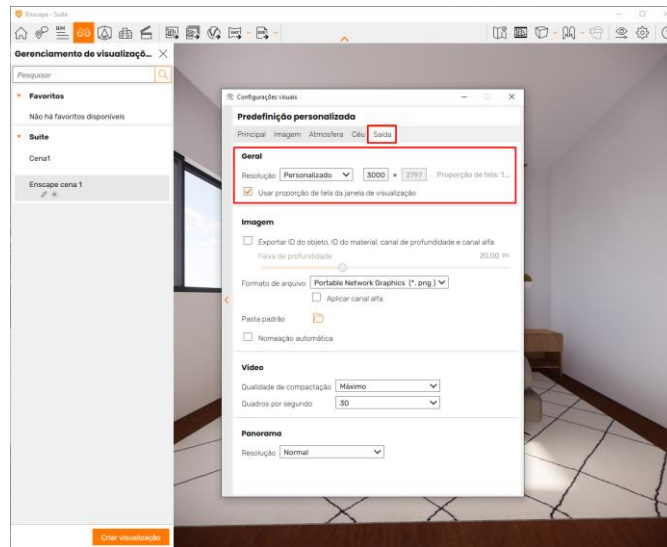 Enscape - Suite
BIM
Gerenciamento de visualizaçõ...
Pesquisar
Favoritos
Não há favoritos disponíveis
Suite
Cena1
Enscape cena 1
Criar visualização
Configurações visuais
Predefinição personalizada
Principal Imagem Atmosfera Céu Saída
Geral
Resolução Personalizado 3000 × 2797 Proporção de tela: 1...
Usar proporção de tela da janela de visualização
Imagem
Exportar ID do objeto, ID do material, canal de profundidade e canal alfa
Faixa de profundidade 20,00 m
Formato de arquivo Portable Network Graphics (*.png)
Aplicar canal alfa
Pasta padrão
Nomeação automática
Vídeo
Qualidade de compactação Máximo
Quadros por segundo 30
Panorama
Resolução Normal